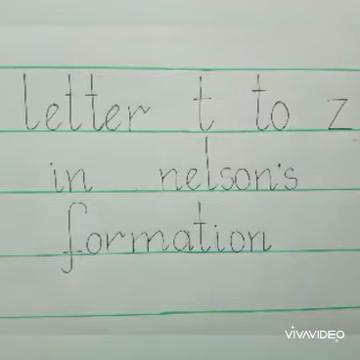 letter t to z
in nelson's
formation
VIVAVIDEO